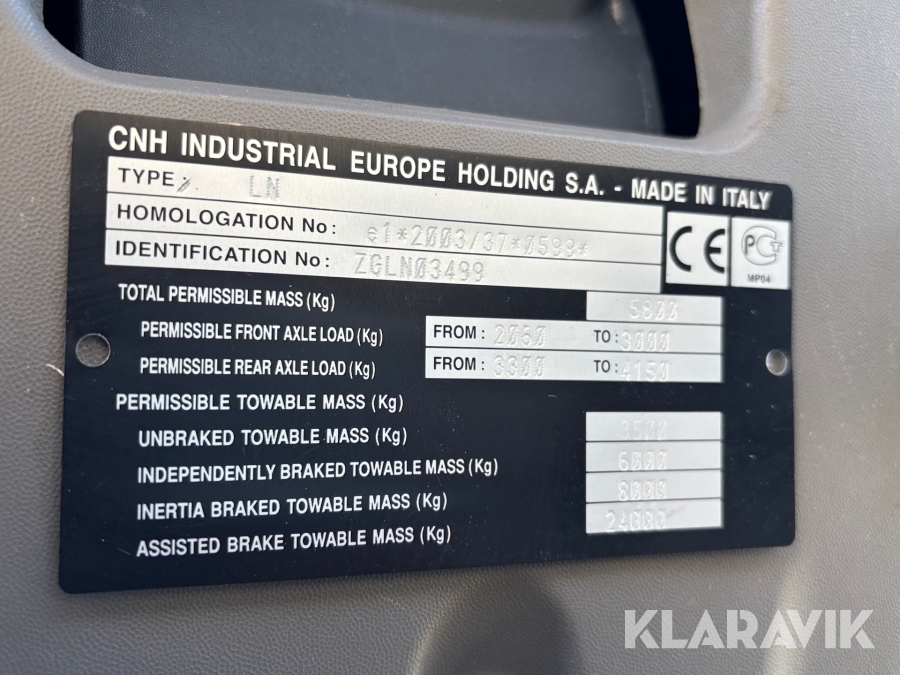 CNH INDUSTRIAL EUROPE HOLDING S.A. - MADE IN ITALY
TYPE: LN
HOMOLOGATION No: e1*2003/37*0599*
IDENTIFICATION No: ZGLN03499
CE PCT
MP04
TOTAL PERMISSIBLE MASS (Kg) 5800
PERMISSIBLE FRONT AXLE LOAD (Kg) FROM: 2060 TO: 3000
PERMISSIBLE REAR AXLE LOAD (Kg) FROM: 3300 TO: 4150
PERMISSIBLE TOWABLE MASS (Kg)
UNBRAKED TOWABLE MASS (Kg) 3500
INDEPENDENTLY BRAKED TOWABLE MASS (Kg) 6000
INERTIA BRAKED TOWABLE MASS (Kg) 8000
ASSISTED BRAKE TOWABLE MASS (Kg) 24000
KLARAVIK